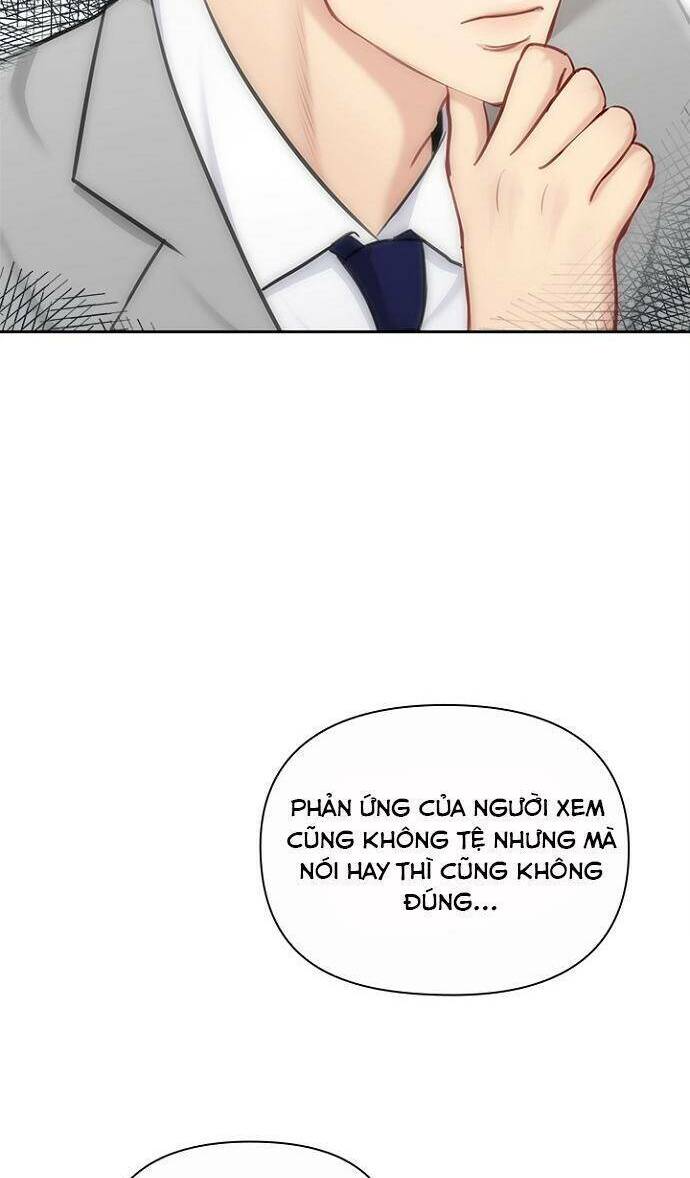 PHẢN ỨNG CỦA NGƯỜI XEM
CŨNG KHÔNG TỆ NHƯNG MÀ
NÓI HAY THÌ CŨNG KHÔNG
ĐÚNG...